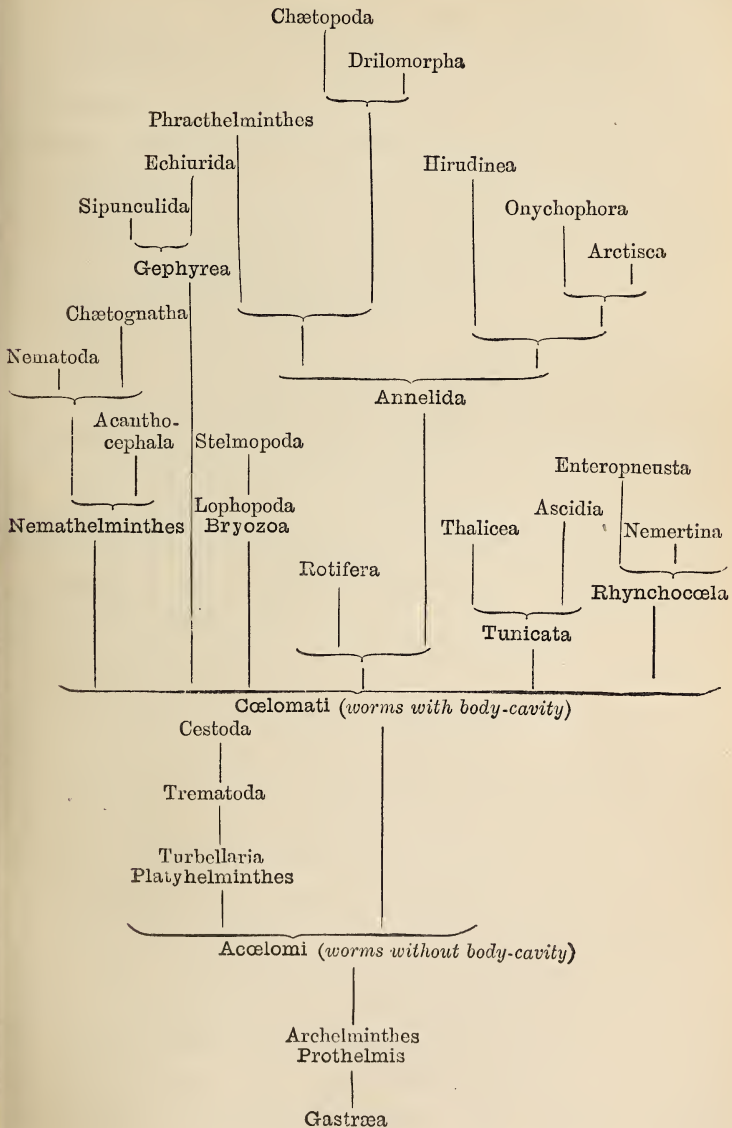 Chætopoda
Drilomorpha
Phracthelminthes
Echiurida
Hirudinea
Sipunculida
Onychophora
Arctisca
Gephyrea
Chætognatha
Nematoda
Annelida
Acantho-
cephala
Stelmopoda
Enteropneusta
Lophopoda
Ascidia
Nemathelminthes
Bryozoa
Thalicea
Nemertina
Rotifera
Rhynchocœla
Tunicata
Cœlomati (worms with body-cavity)
Cestoda
Trematoda
Turbellaria
Platyhelminthes
Acœlomi (worms without body-cavity)
Archelminthes
Prothelmis
Gastræa